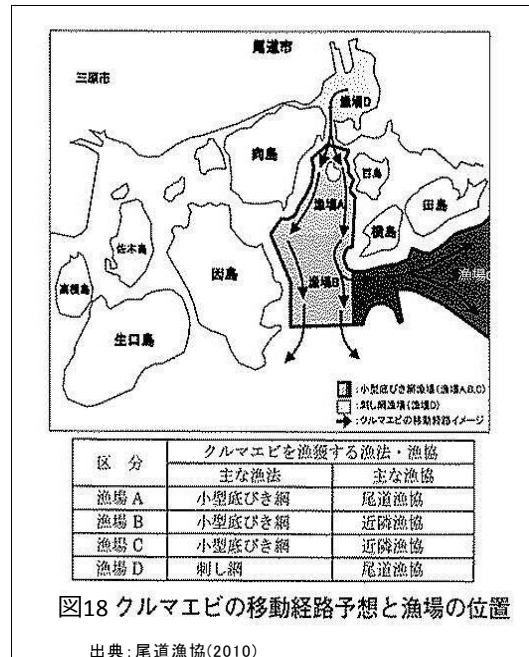 尾道市
三原市
漁場D
向島
百島
漁場A
田島
横島
佐木島
因島
漁場C
高根島
漁場B
生口島
:小型底びき網漁場(漁場A,B,C)
:刺し網漁場(漁場D)
:クルマエビの移動経路イメージ
区 分
クルマエビを漁獲する漁法・漁協
主な漁法 主な漁協
漁場A 小型底びき網 尾道漁協
漁場B 小型底びき網 近隣漁協
漁場C 小型底びき網 近隣漁協
漁場D 刺し網 尾道漁協
図18 クルマエビの移動経路予想と漁場の位置
出典:尾道漁協(2010)